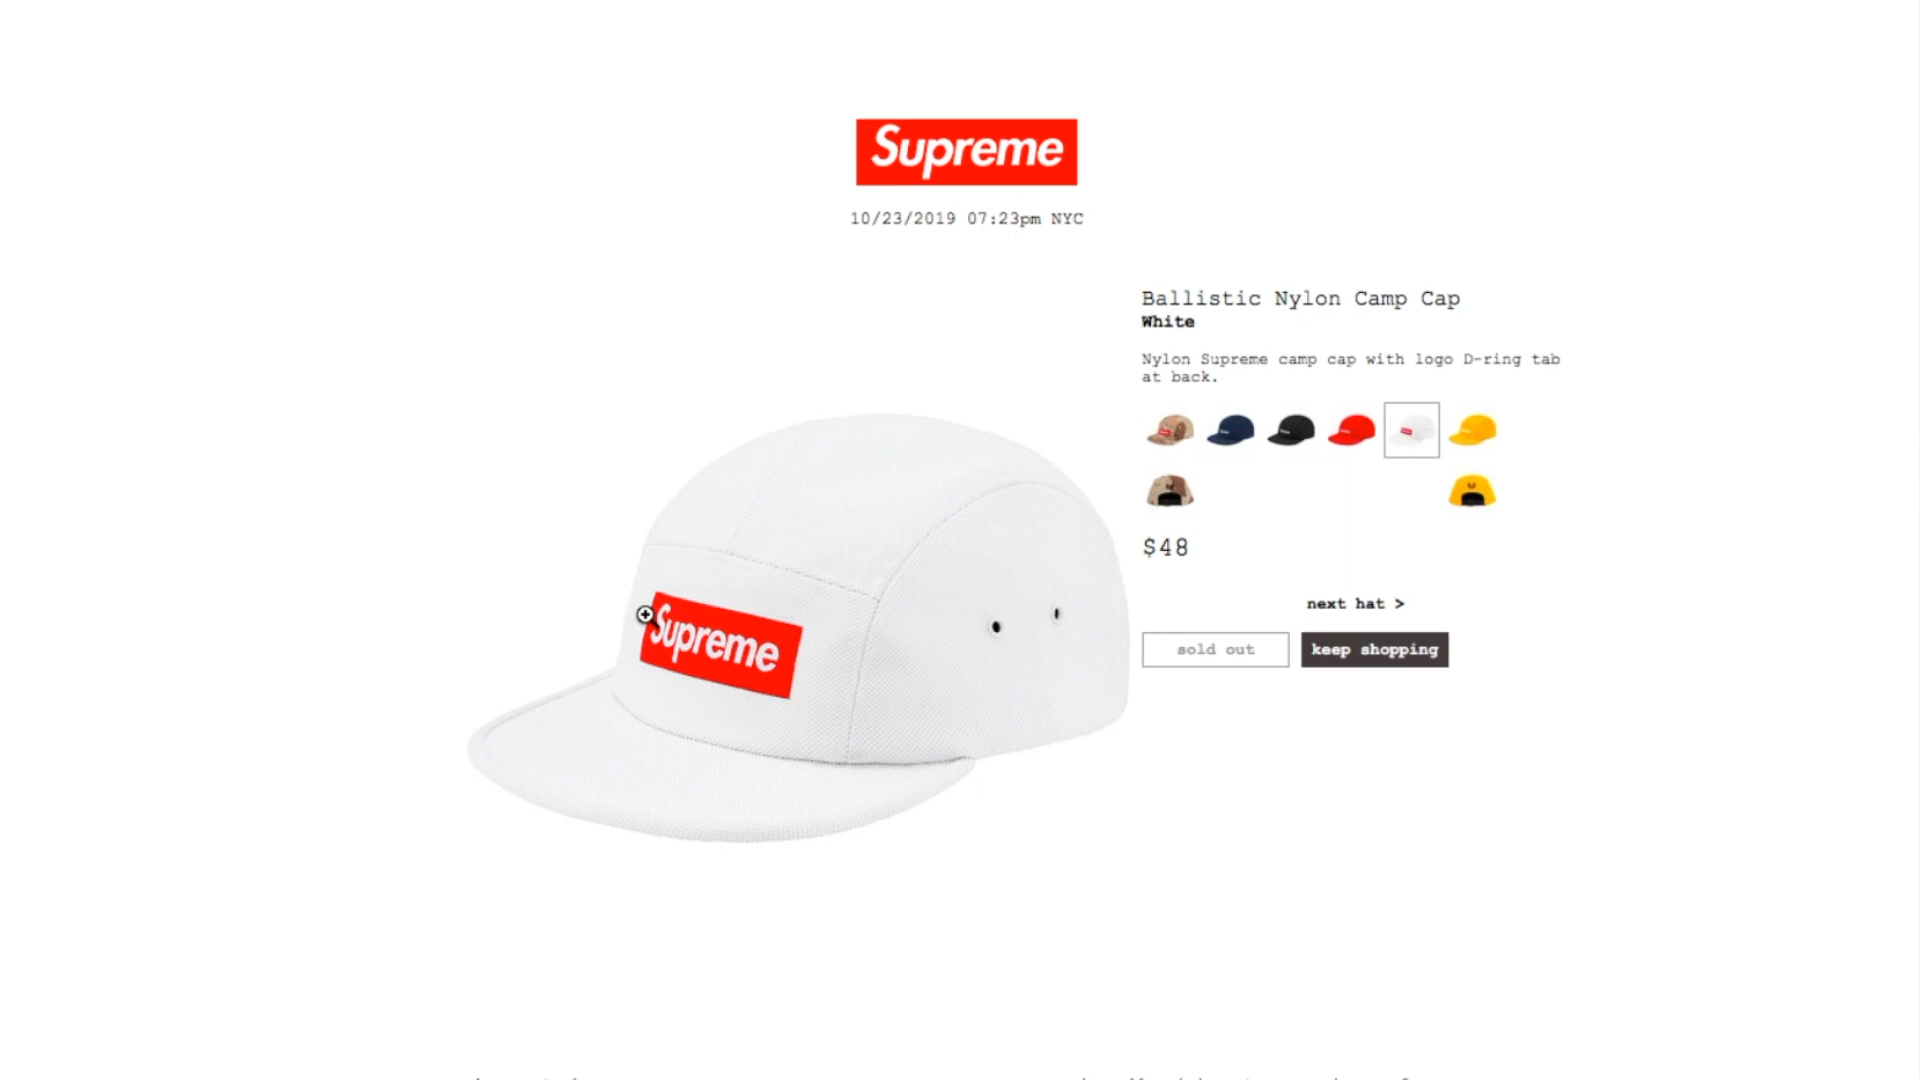 Supreme
10/23/2019 07:23pm NYC
Ballistic Nylon Camp Cap
White
Nylon Supreme camp cap with logo D-ring tab
at back.
$48
next hat >
sold out
keep shopping
Supreme